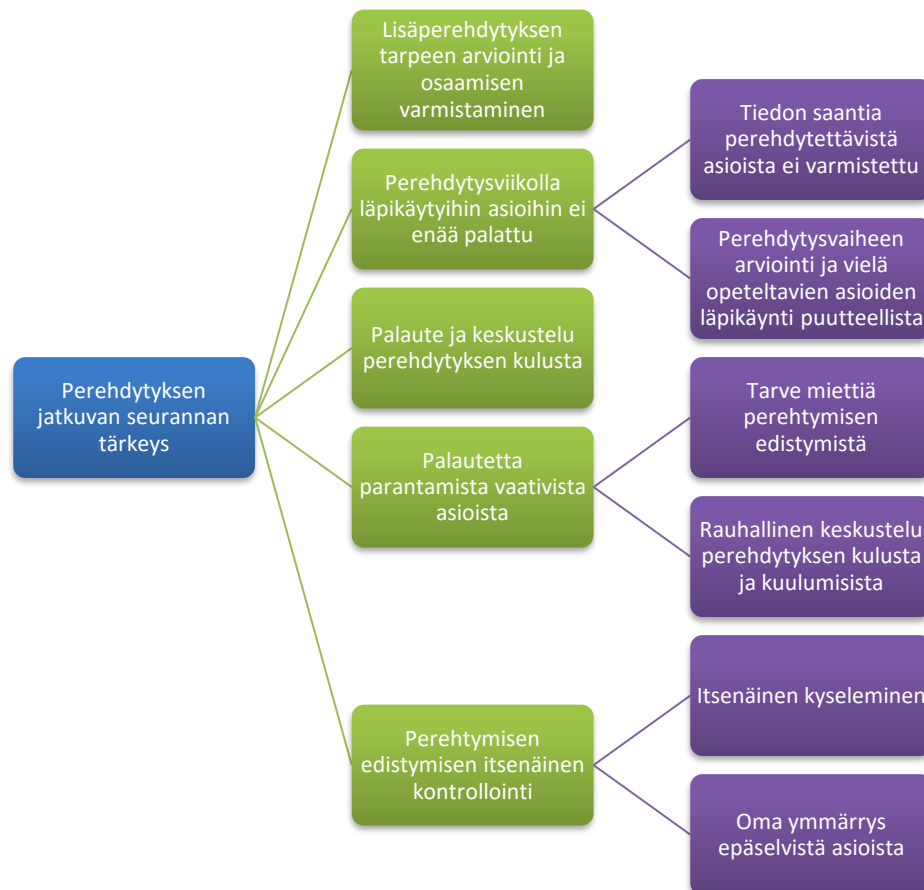 Perehdytyksen
jatkuvan seurannan
tärkeys
Lisäperehdytyksen
tarpeen arviointi ja
osaamisen
varmistaminen
Perehdytysviikolla
läpikäytyihin asioihin ei
enää palattu
Tiedon saantia
perehdytettävistä
asioista ei varmistettu
Perehdytysvaiheen
arviointi ja vielä
opeteltavien asioiden
läpikäynti puutteellista
Palaute ja keskustelu
perehdytyksen kulusta
Palautetta
parantamista vaativista
asioista
Tarve miettiä
perehtymisen
edistymistä
Rauhallinen keskustelu
perehdytyksen kulusta
ja kuulumisista
Perehtymisen
edistymisen itsenäinen
kontrollointi
Itsenäinen kyseleminen
Oma ymmärrys
epäselvistä asioista